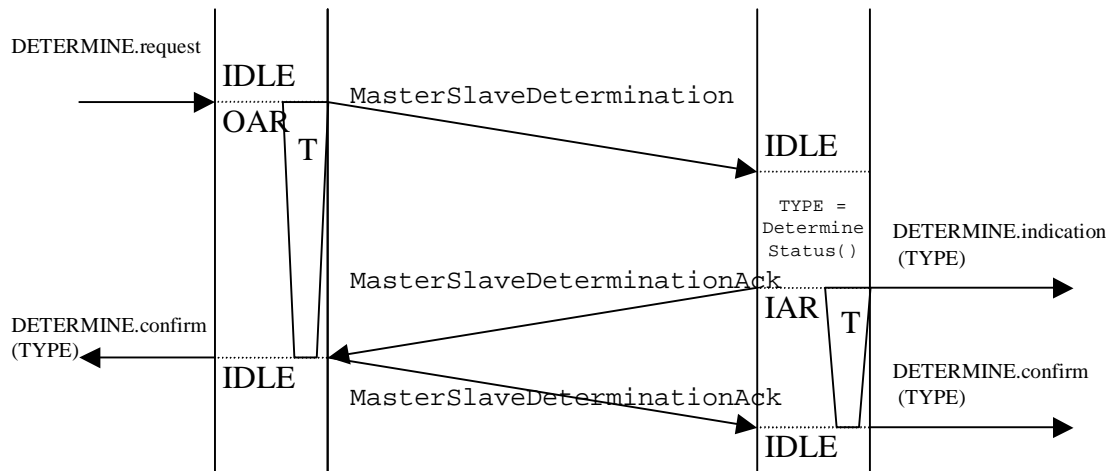 DETERMINE.request
IDLE
MasterSlaveDetermination
OAR
T
IDLE
TYPE =
Determine
Status()
DETERMINE.indication
(TYPE)
MasterSlaveDeterminationAck
IAR
T
DETERMINE.confirm
(TYPE)
IDLE
MasterSlaveDeterminationAck
DETERMINE.confirm
(TYPE)
IDLE